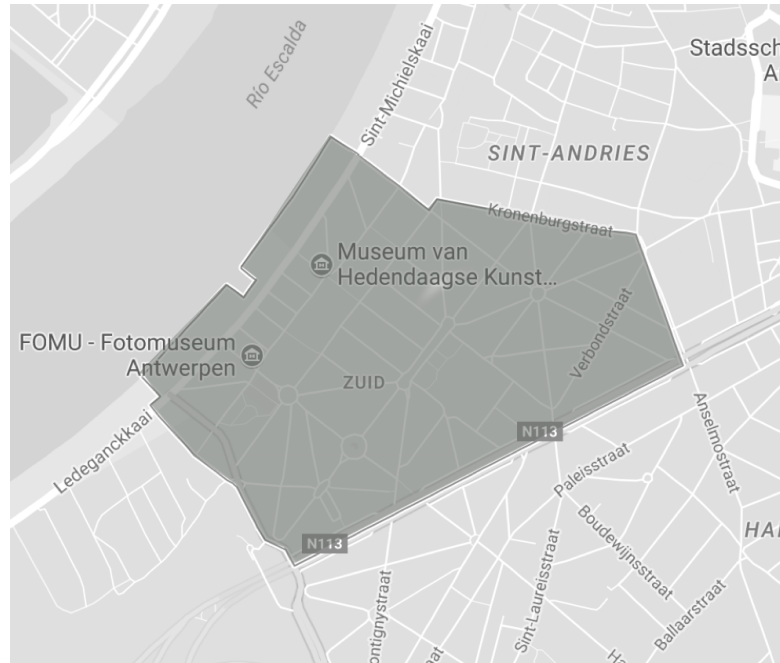 Río Escalda
Sint-Michielskaai
Stadssch
A
SINT-ANDRIES
Kronenburgstraat
Museum van
Hedendaagse Kunst...
Verbondstraat
FOMU - Fotomuseum
Antwerpen
ZUID
N113
Ledeganckkaai
Anselmostraat
Paleisstraat
N113
Boudewijnsstraat
HA
Sint-Laureisstraat
Ballaarstraat
ontignystraat
H